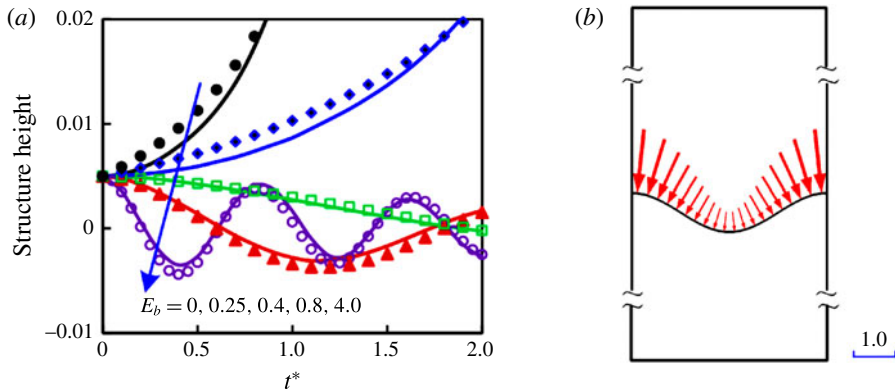 (a)
0.02
0.01
0
−0.01
Structure height
E_b = 0, 0.25, 0.4, 0.8, 4.0
0 0.5 1.0 1.5 2.0
t*
(b)
1.0